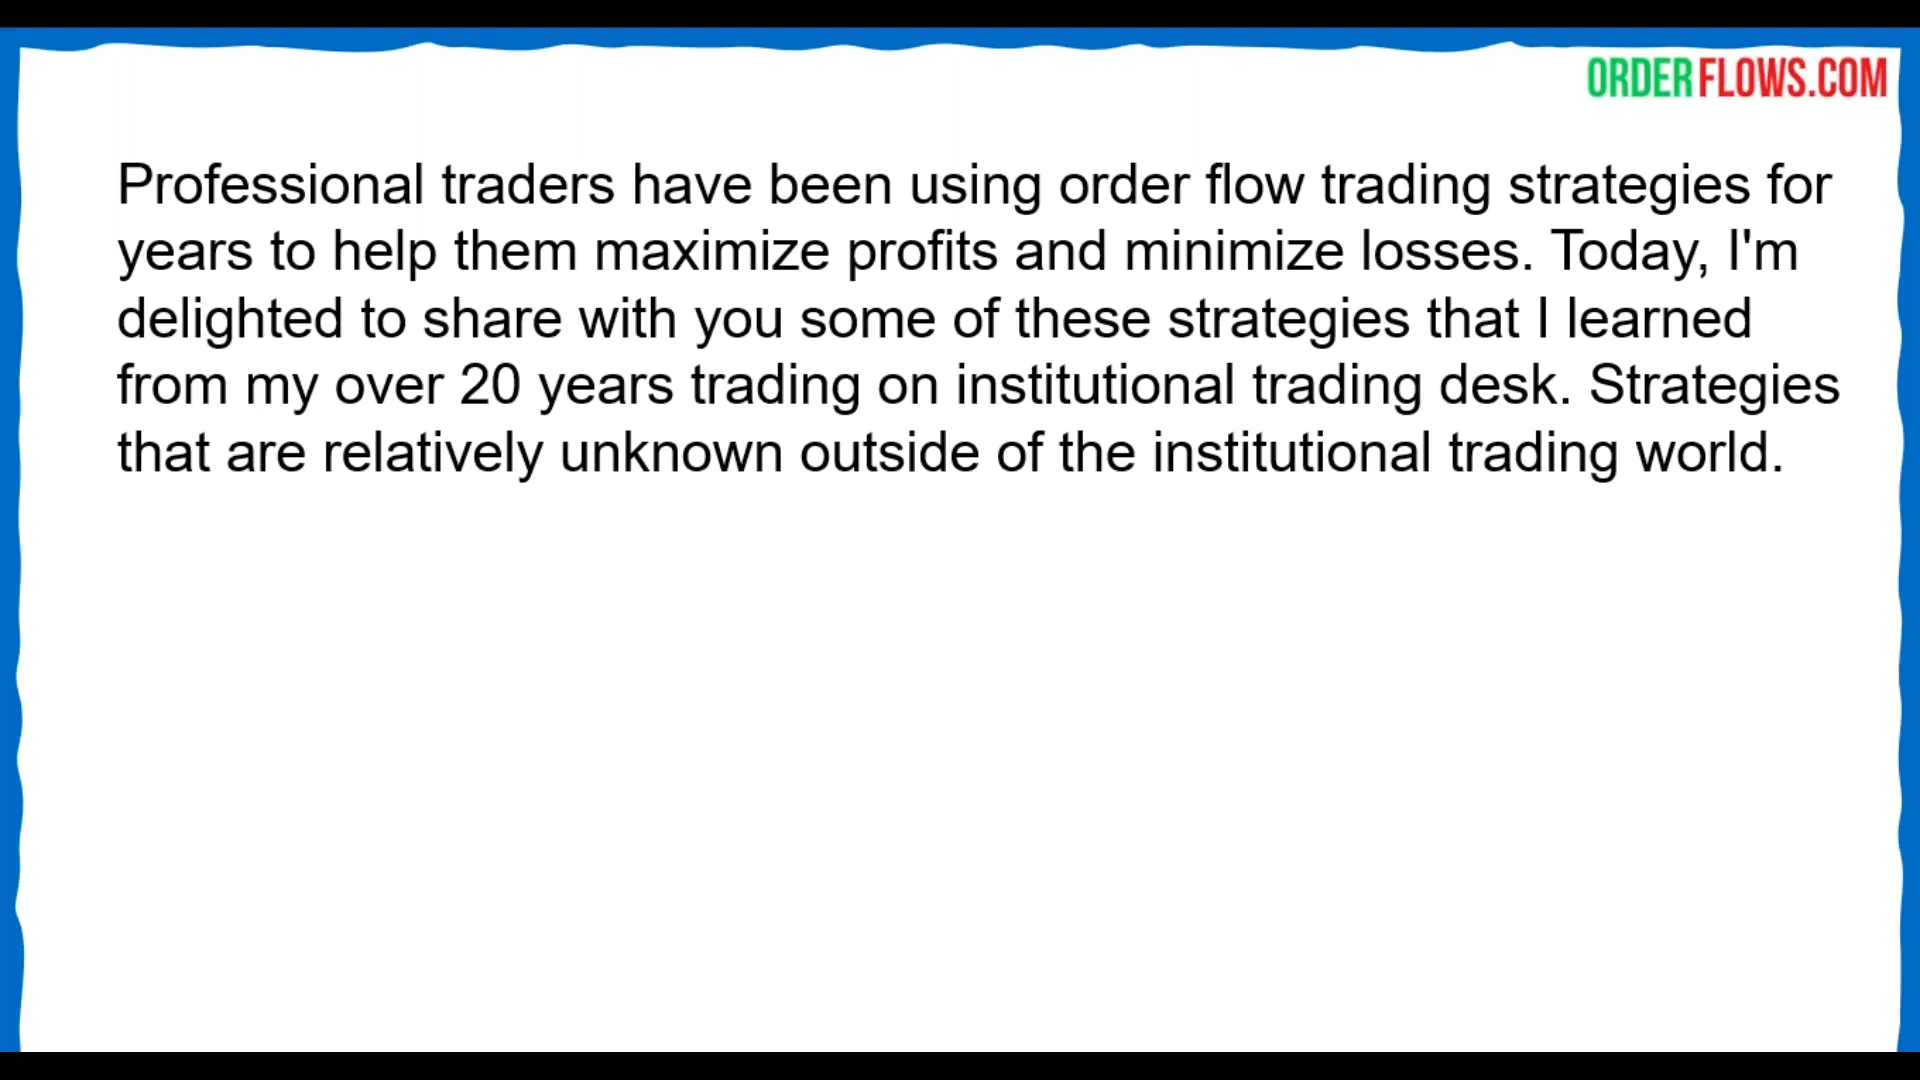 ORDERFLOWS.COM
Professional traders have been using order flow trading strategies for
years to help them maximize profits and minimize losses. Today, I'm
delighted to share with you some of these strategies that I learned
from my over 20 years trading on institutional trading desk. Strategies
that are relatively unknown outside of the institutional trading world.